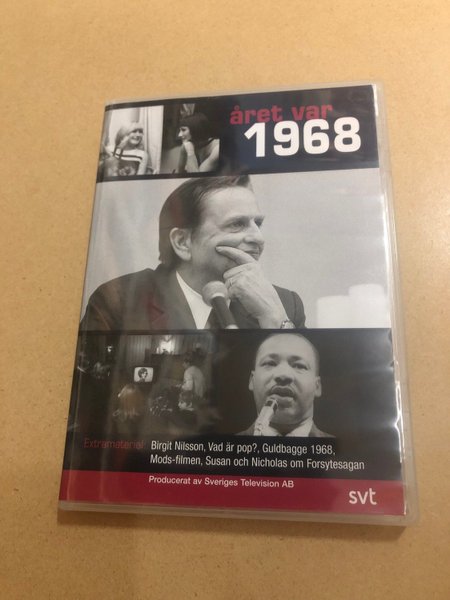 året var
1968
Extramaterial: Birgit Nilsson, Vad är pop?, Guldbagge 1968,
Mods-filmen, Susan och Nicholas om Forsytesagan
Producerat av Sveriges Television AB
svt